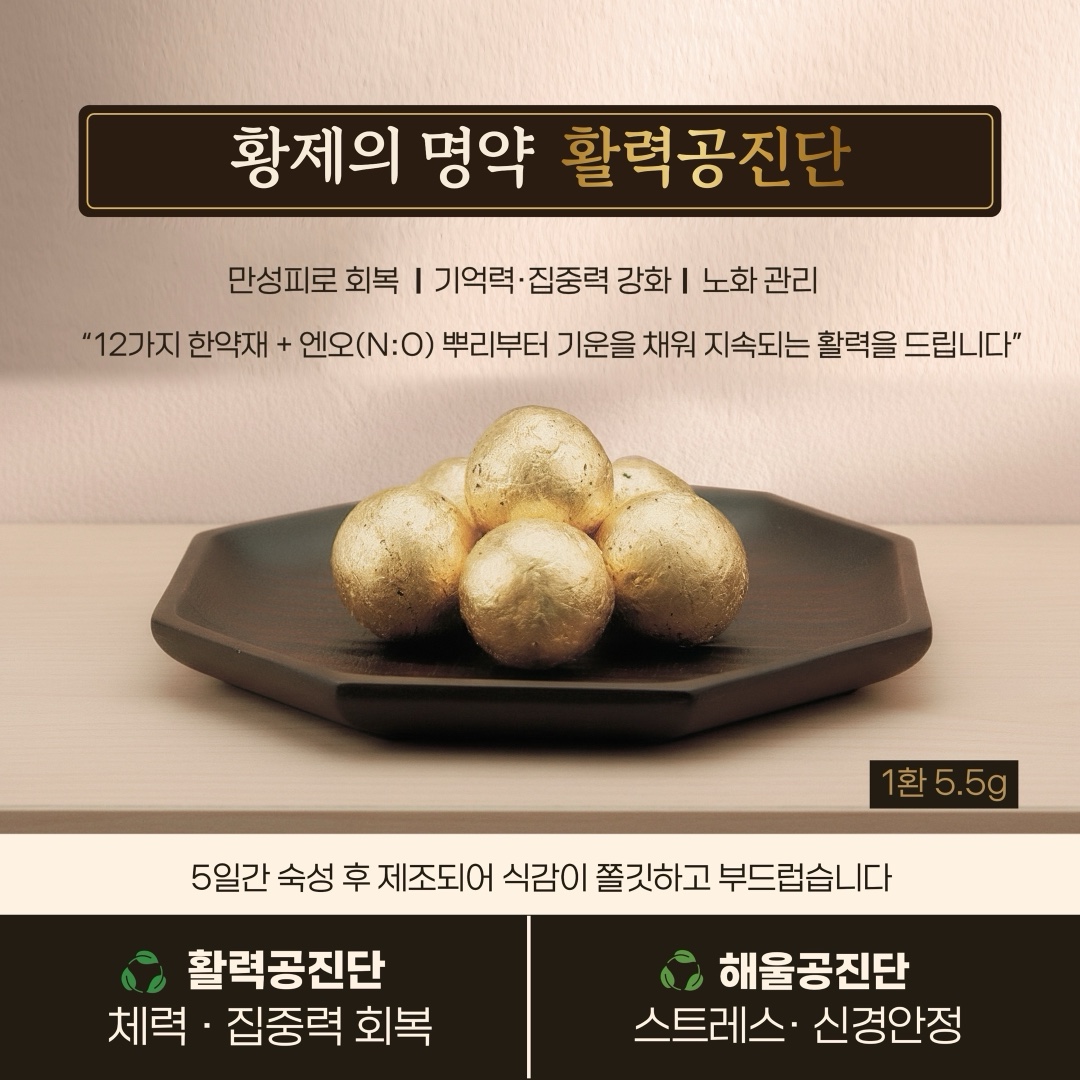 황제의 명약 활력공진단
만성피로 회복 | 기억력·집중력 강화 | 노화 관리
“12가지 한약재 + 엔오(N:O) 뿌리부터 기운을 채워 지속되는 활력을 드립니다”
1환 5.5g
5일간 숙성 후 제조되어 식감이 쫄깃하고 부드럽습니다
활력공진단
체력 · 집중력 회복
해울공진단
스트레스· 신경안정